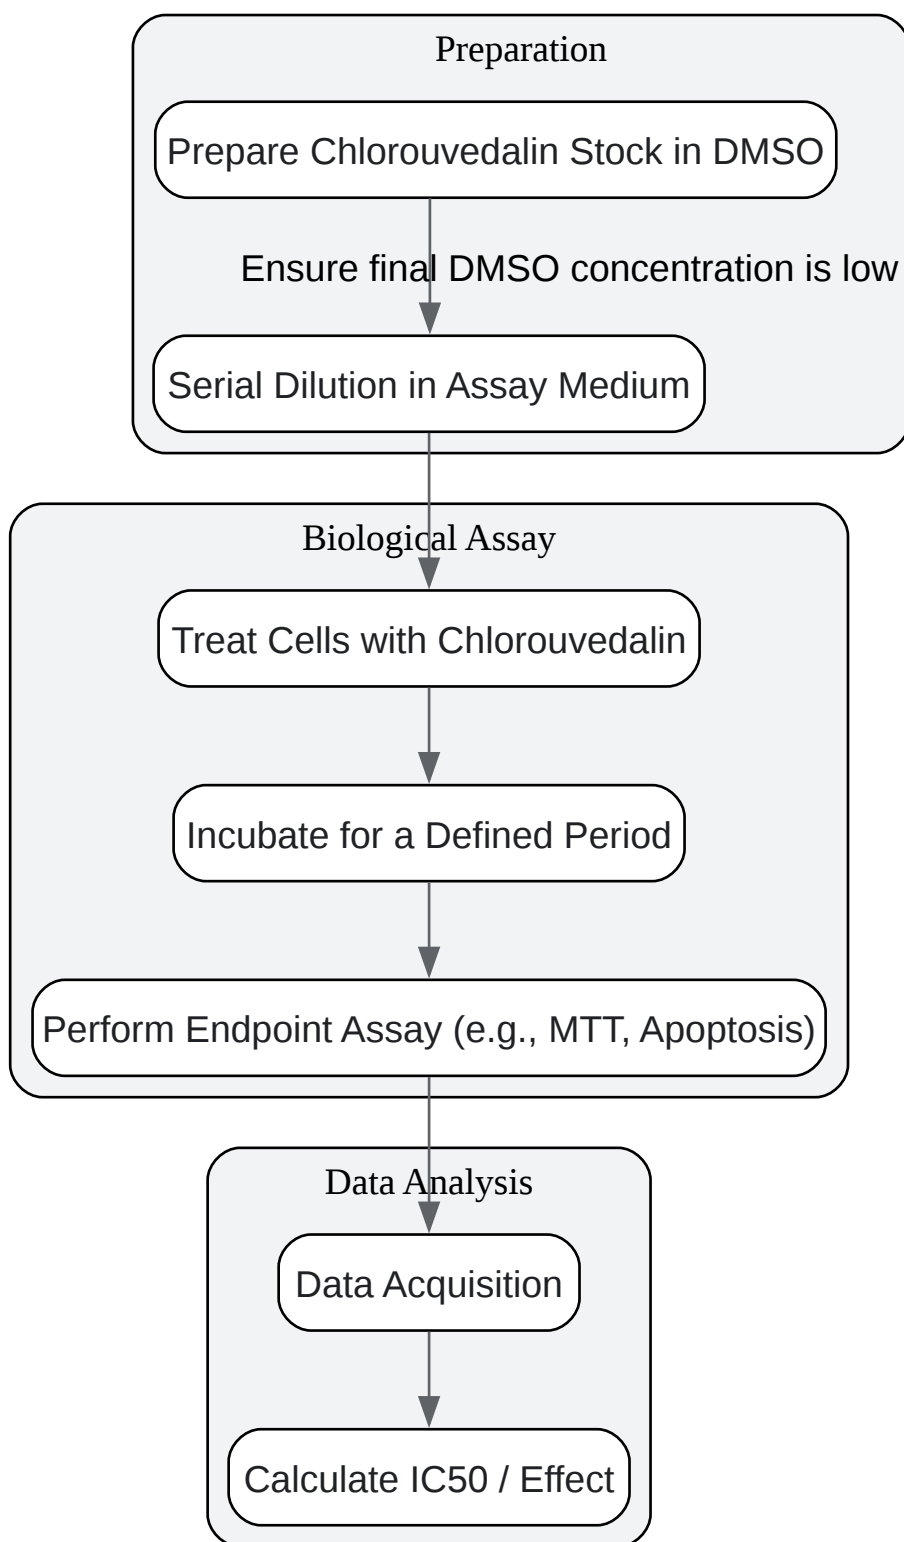 Preparation
Prepare Chlorouvedalin Stock in DMSO
Ensure final DMSO concentration is low
Serial Dilution in Assay Medium
Biological Assay
Treat Cells with Chlorouvedalin
Incubate for a Defined Period
Perform Endpoint Assay (e.g., MTT, Apoptosis)
Data Analysis
Data Acquisition
Calculate IC50 / Effect